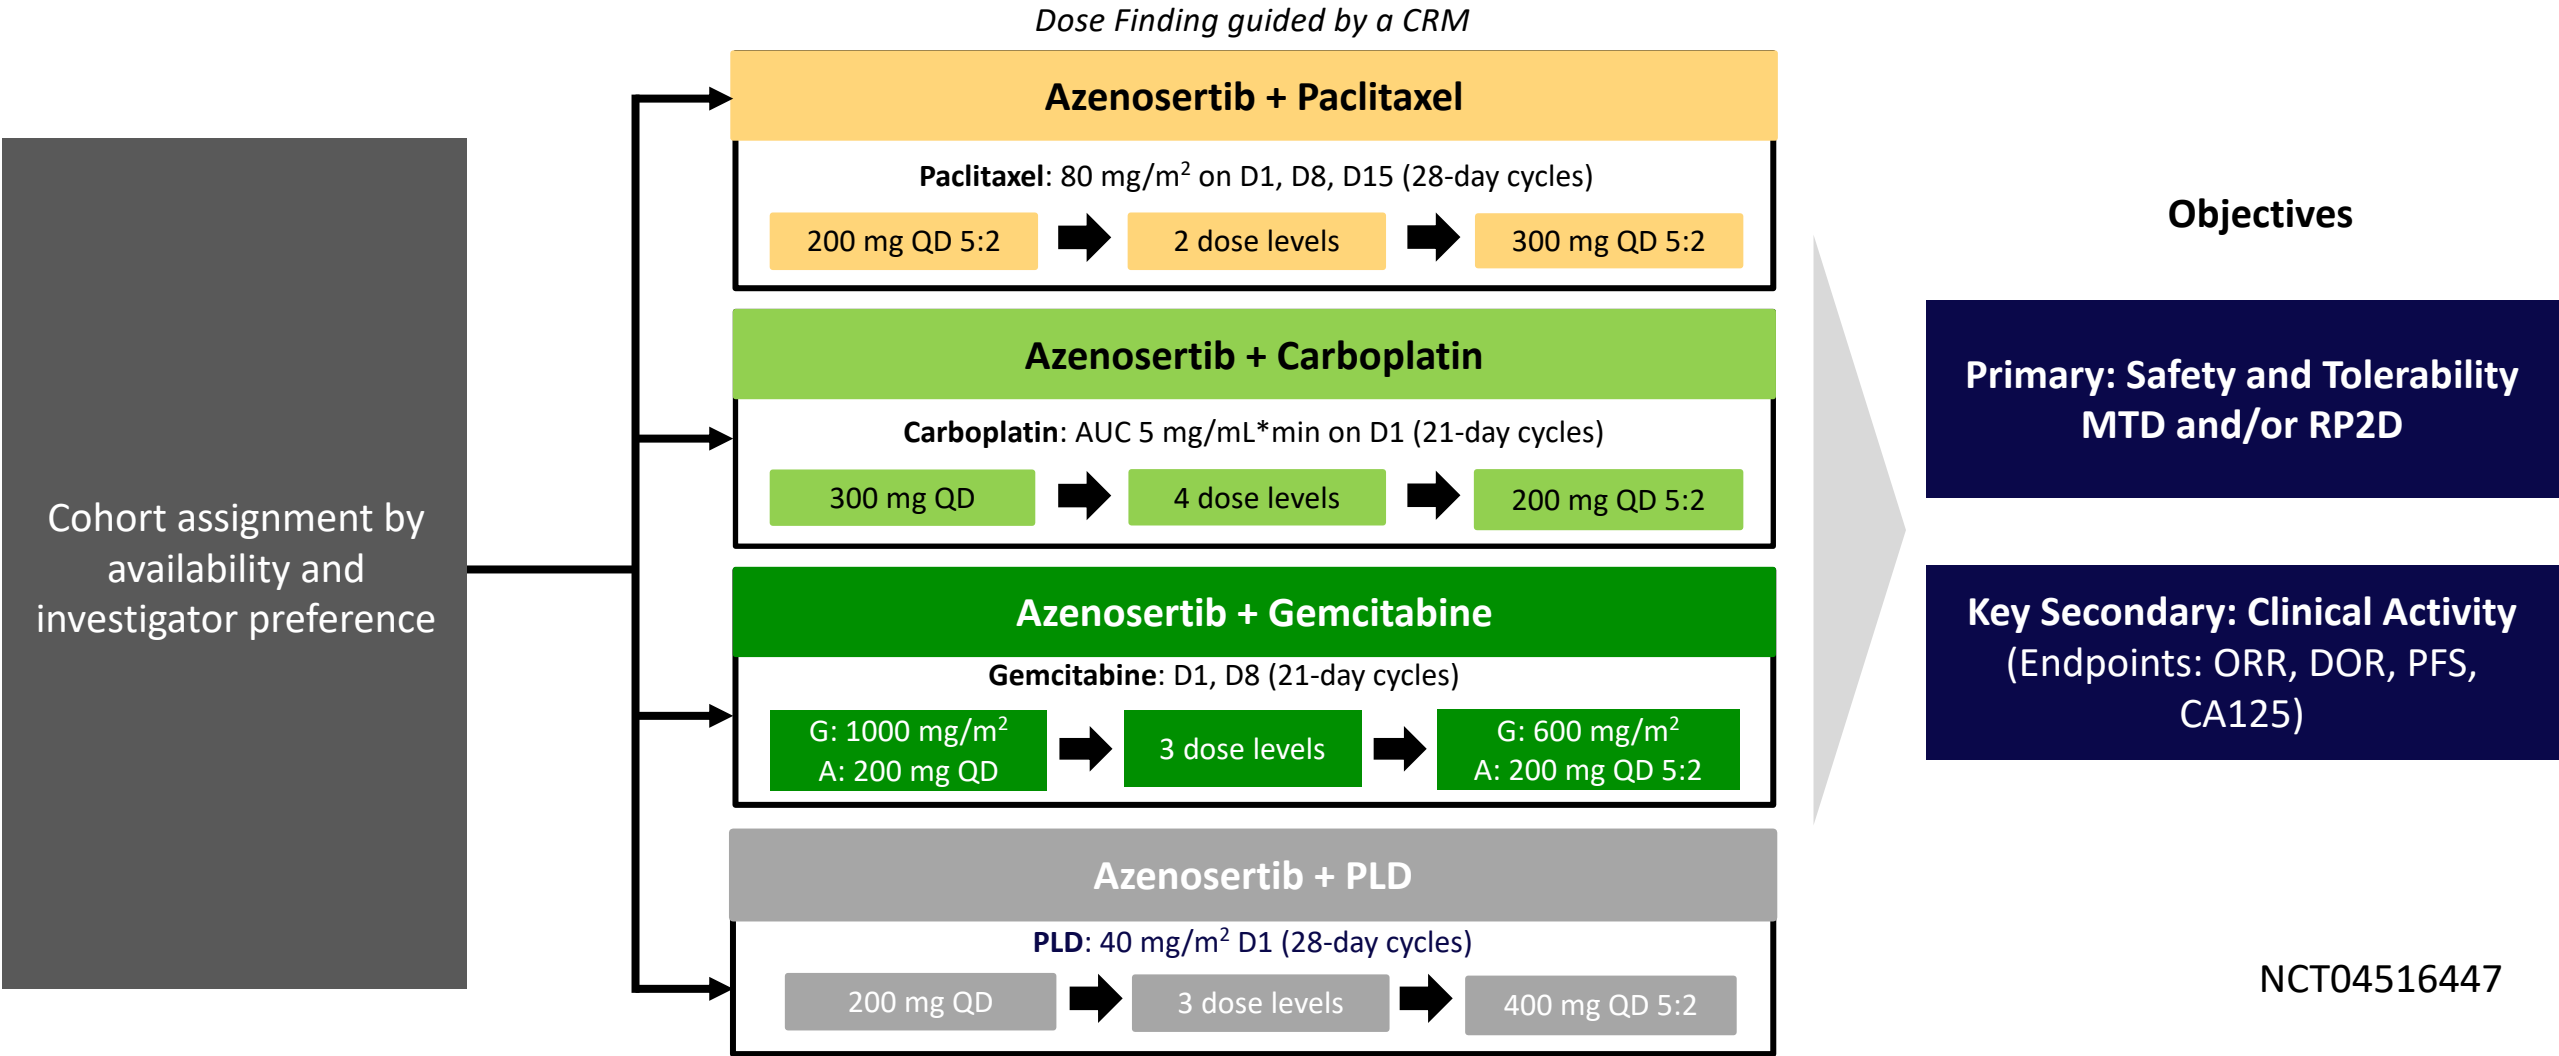 Dose Finding guided by a CRM
Cohort assignment by
availability and
investigator preference
Azenosertib + Paclitaxel
Paclitaxel: 80 mg/m² on D1, D8, D15 (28-day cycles)
200 mg QD 5:2
2 dose levels
300 mg QD 5:2
Azenosertib + Carboplatin
Carboplatin: AUC 5 mg/mL*min on D1 (21-day cycles)
300 mg QD
4 dose levels
200 mg QD 5:2
Azenosertib + Gemcitabine
Gemcitabine: D1, D8 (21-day cycles)
G: 1000 mg/m²
A: 200 mg QD
3 dose levels
G: 600 mg/m²
A: 200 mg QD 5:2
Azenosertib + PLD
PLD: 40 mg/m² D1 (28-day cycles)
200 mg QD
3 dose levels
400 mg QD 5:2
Objectives
Primary: Safety and Tolerability
MTD and/or RP2D
Key Secondary: Clinical Activity
(Endpoints: ORR, DOR, PFS,
CA125)
NCT04516447